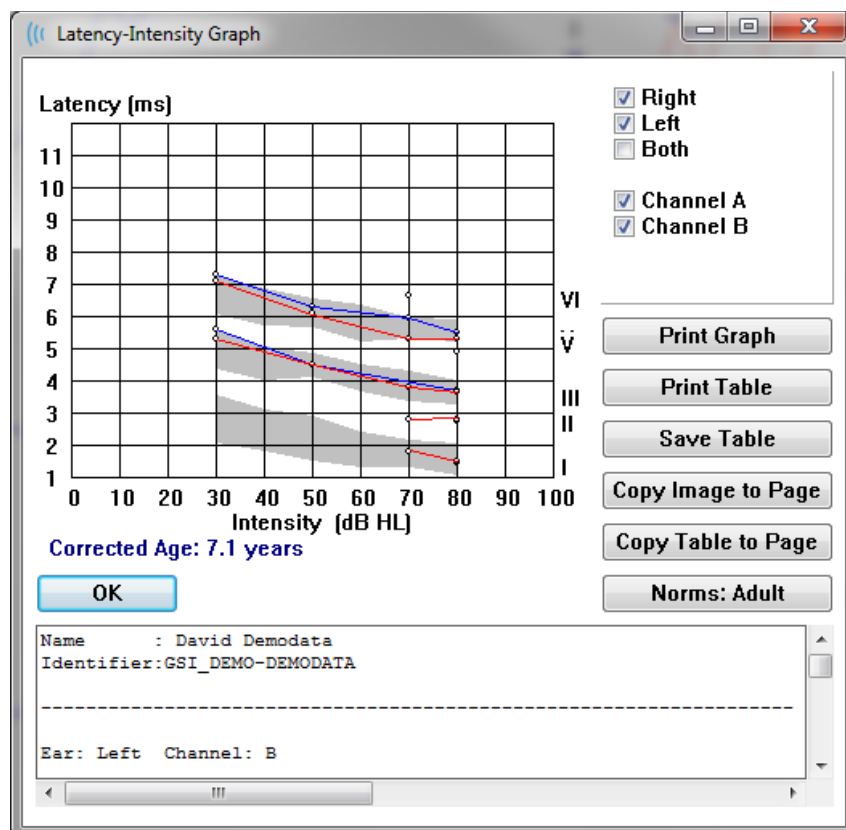 Latency-Intensity Graph
Latency (ms)
11
10
9
8
7
6
5
4
3
2
1
0 10 20 30 40 50 60 70 80 90 100
Intensity (dB HL)
VI
V
III
II
I
Corrected Age: 7.1 years
OK
Right
Left
Both
Channel A
Channel B
Print Graph
Print Table
Save Table
Copy Image to Page
Copy Table to Page
Norms: Adult
Name : David Demodata
Identifier:GSI_DEMO-DEMODATA
-------------------------------------------------------------------
Ear: Left Channel: B